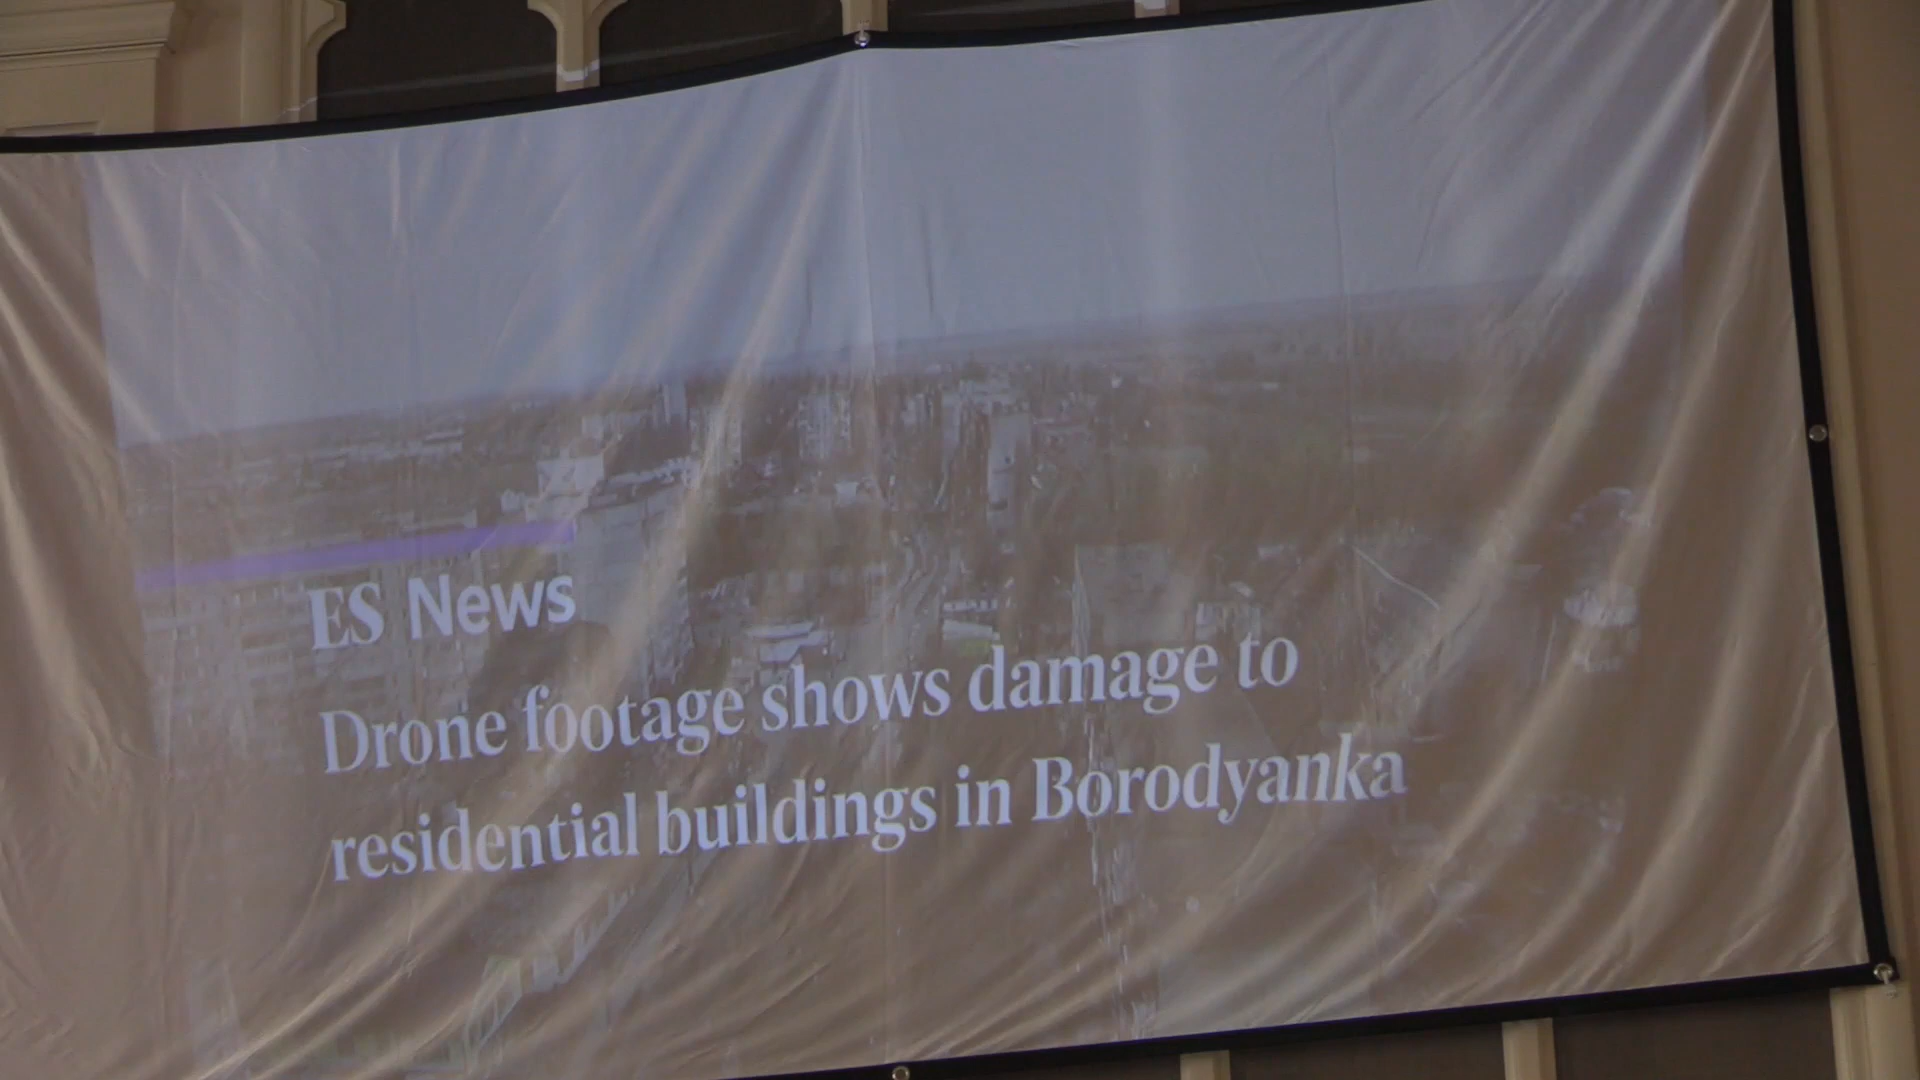 ES News
Drone footage shows damage to
residential buildings in Borodyanka